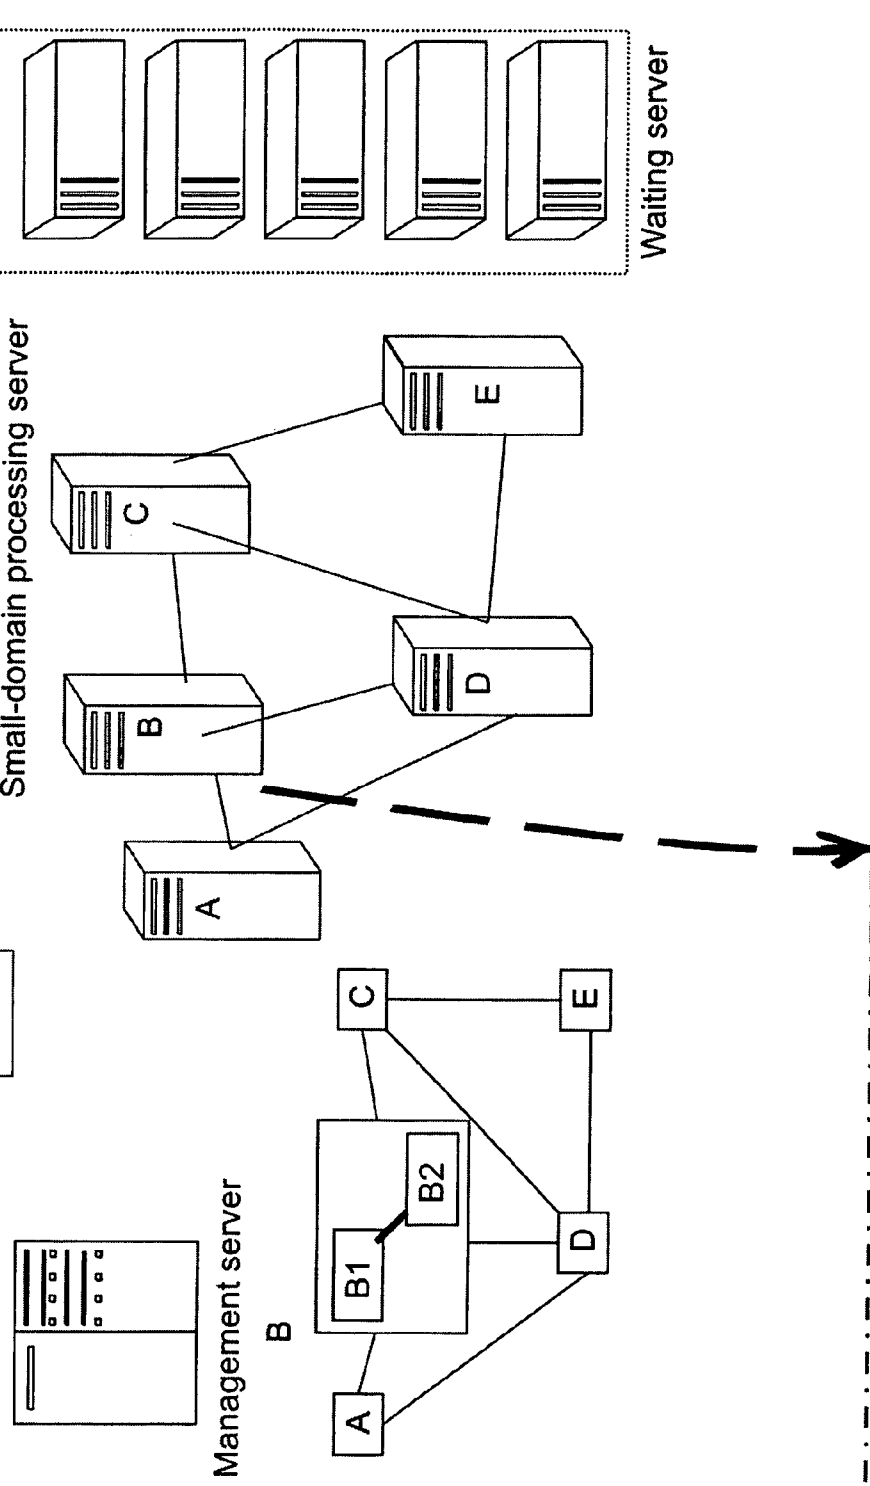 Small-domain processing server
Waiting server
A
B
C
D
E
Management server
B
A
B1
B2
C
D
E